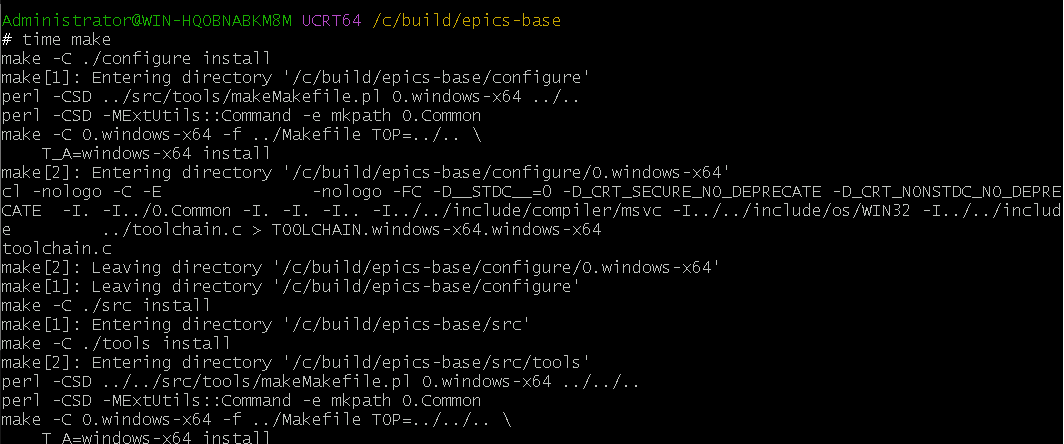 Administrator@WIN-HQOBNABKM8M UCRT64 /c/build/epics-base
# time make
make -C ./configure install
make[1]: Entering directory '/c/build/epics-base/configure'
perl -CSD ../src/tools/makeMakefile.pl O.windows-x64 ../..
perl -CSD -MExtUtils::Command -e mkpath O.Common
make -C O.windows-x64 -f ../Makefile TOP=../.. \
    T_A=windows-x64 install
make[2]: Entering directory '/c/build/epics-base/configure/O.windows-x64'
cl -nologo -C -E               -nologo -FC -D__STDC__=0 -D_CRT_SECURE_NO_DEPRECATE -D_CRT_NONSTDC_NO_DEPRE
CATE  -I. -I../O.Common -I. -I. -I.. -I../../include/compiler/msvc -I../../include/os/WIN32 -I../../includ
e         ../toolchain.c > TOOLCHAIN.windows-x64.windows-x64
toolchain.c
make[2]: Leaving directory '/c/build/epics-base/configure/O.windows-x64'
make[1]: Leaving directory '/c/build/epics-base/configure'
make -C ./src install
make[1]: Entering directory '/c/build/epics-base/src'
make -C ./tools install
make[2]: Entering directory '/c/build/epics-base/src/tools'
perl -CSD ../../src/tools/makeMakefile.pl O.windows-x64 ../../..
perl -CSD -MExtUtils::Command -e mkpath O.Common
make -C O.windows-x64 -f ../Makefile TOP=../../.. \
    T_A=windows-x64 install